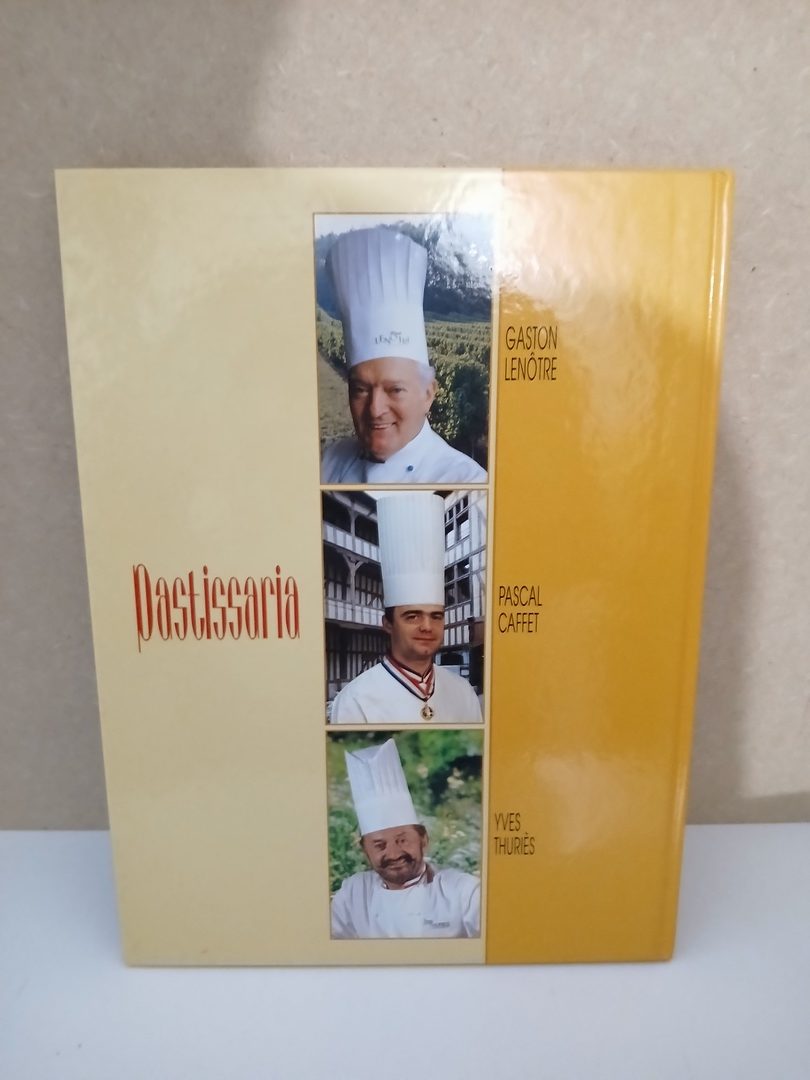 GASTON
LENÔTRE
Pastissaria
PASCAL
CAFFET
YVES
THURIÈS